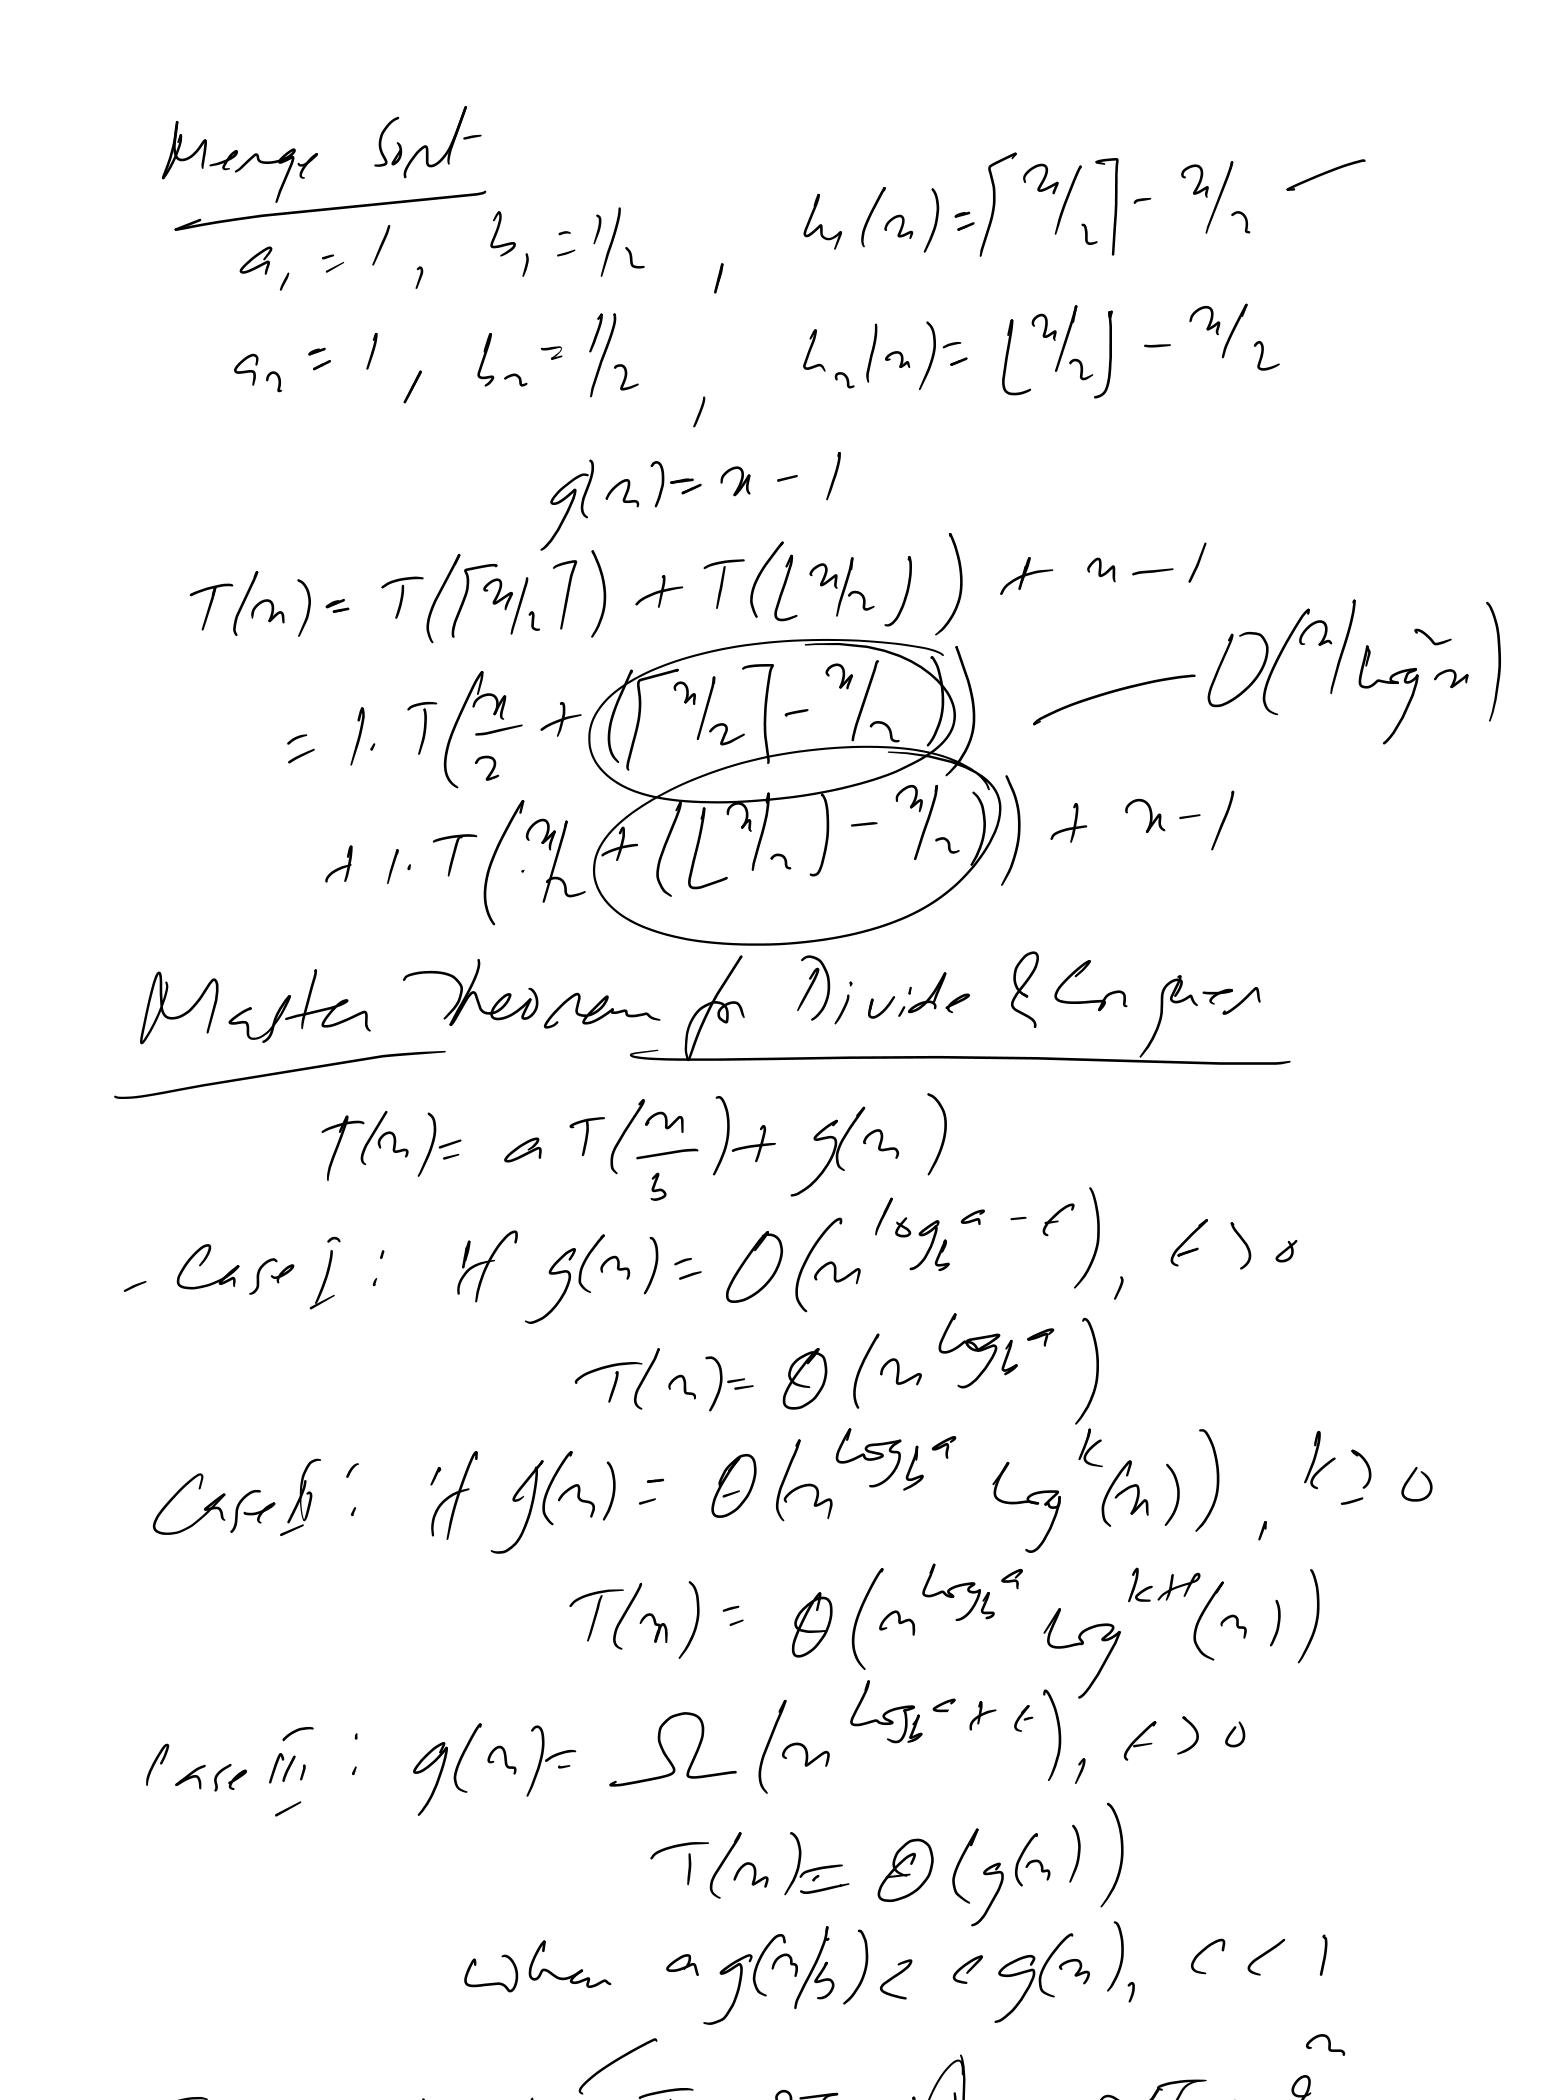 Merge Sort
a₁ = 1, b₁ = 1/2, h₁(n) = ⌈n/2⌉ - n/2
a₂ = 1, b₂ = 1/2, h₂(n) = ⌊n/2⌋ - n/2
g(n) = n - 1
T(n) = T(⌈n/2⌉) + T(⌊n/2⌋) + n - 1
= 1. T(n/2 + (⌈n/2⌉ - n/2)) — O(n/log²n)
+ 1. T(n/2 + (⌊n/2⌋ - n/2)) + n - 1
Master Theorem for Divide & Conquer
T(n) = a T(n/b) + g(n)
- Case I : if g(n) = O(n^{log_b a - ε}), ε > 0
T(n) = Θ(n^{log_b a})
Case II : if g(n) = Θ(n^{log_b a} log^k(n)), k ≥ 0
T(n) = Θ(n^{log_b a} log^{k+1}(n))
Case III : g(n) = Ω(n^{log_b a + ε}), ε > 0
T(n) = Θ(g(n))
when a g(n/b) < c g(n), c < 1